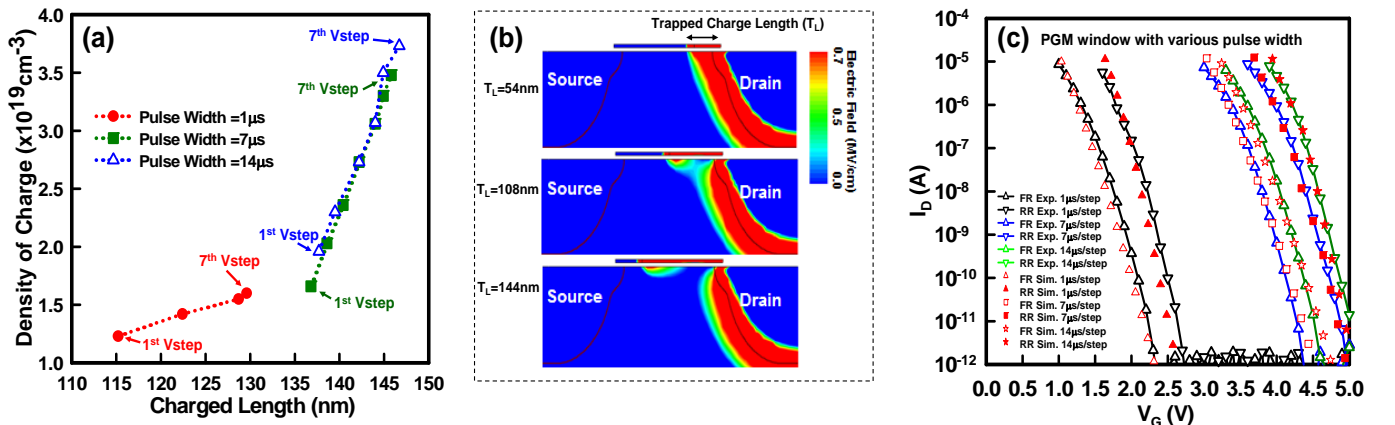 (a)
Density of Charge (x10^19cm-3)
4.0
3.5
3.0
2.5
2.0
1.5
1.0
7th Vstep
7th Vstep
Pulse Width =1μs
Pulse Width =7μs
Pulse Width =14μs
1st Vstep
7th Vstep
1st Vstep
1st Vstep
110 115 120 125 130 135 140 145 150
Charged Length (nm)
(b)
Trapped Charge Length (TL)
Source
Drain
TL=54nm
Source
Drain
TL=108nm
Source
Drain
TL=144nm
0.7
0.5
0.3
0.0
Electric Field (MV/cm)
(c)
PGM window with various pulse width
ID (A)
10^-4
10^-5
10^-6
10^-7
10^-8
10^-9
10^-10
10^-11
10^-12
FR Exp. 1μs/step
RR Exp. 1μs/step
FR Exp. 7μs/step
RR Exp. 7μs/step
FR Exp. 14μs/step
RR Exp. 14μs/step
FR Sim. 1μs/step
RR Sim. 1μs/step
FR Sim. 7μs/step
RR Sim. 7μs/step
FR Sim. 14μs/step
RR Sim. 14μs/step
0.0 0.5 1.0 1.5 2.0 2.5 3.0 3.5 4.0 4.5 5.0
VG (V)